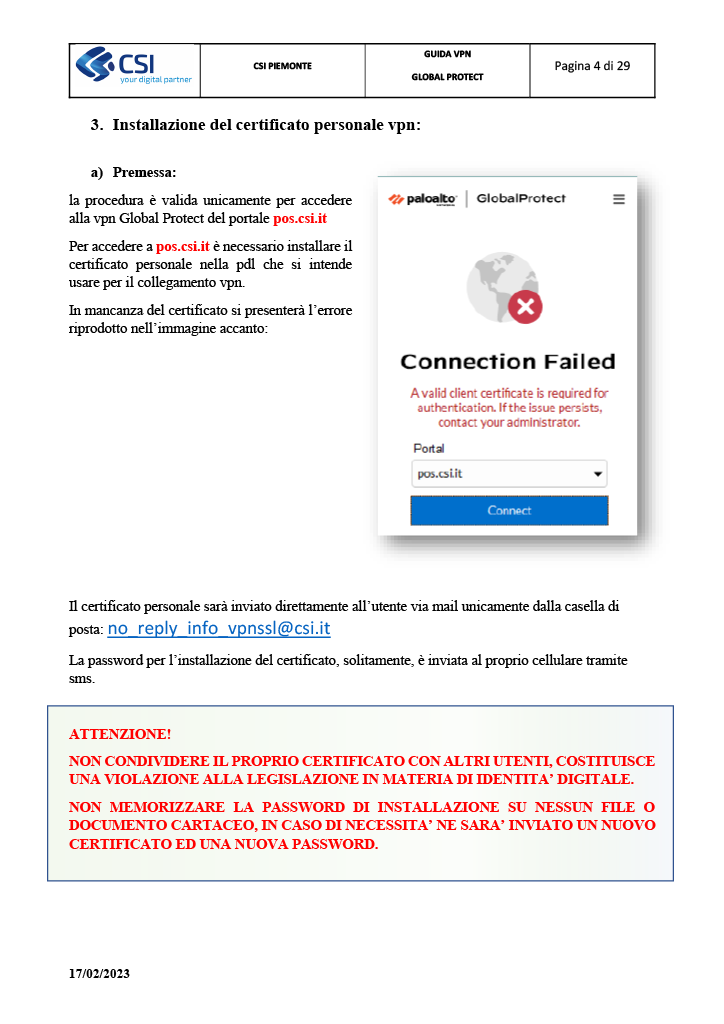 CSI
your digital partner
CSI PIEMONTE
GUIDA VPN
GLOBAL PROTECT
Pagina 4 di 29
3. Installazione del certificato personale vpn:
a) Premessa:
la procedura è valida unicamente per accedere
alla vpn Global Protect del portale pos.csi.it
Per accedere a pos.csi.it è necessario installare il
certificato personale nella pdl che si intende
usare per il collegamento vpn.
In mancanza del certificato si presenterà l’errore
riprodotto nell’immagine accanto:
paloalto GlobalProtect
Connection Failed
A valid client certificate is required for
authentication. If the issue persists,
contact your administrator.
Portal
pos.csi.it
Connect
Il certificato personale sarà inviato direttamente all’utente via mail unicamente dalla casella di
posta: no_reply_info_vpnssl@csi.it
La password per l’installazione del certificato, solitamente, è inviata al proprio cellulare tramite
sms.
ATTENZIONE!
NON CONDIVIDERE IL PROPRIO CERTIFICATO CON ALTRI UTENTI, COSTITUISCE
UNA VIOLAZIONE ALLA LEGISLAZIONE IN MATERIA DI IDENTITA’ DIGITALE.
NON MEMORIZZARE LA PASSWORD DI INSTALLAZIONE SU NESSUN FILE O
DOCUMENTO CARTACEO, IN CASO DI NECESSITA’ NE SARA’ INVIATO UN NUOVO
CERTIFICATO ED UNA NUOVA PASSWORD.
17/02/2023